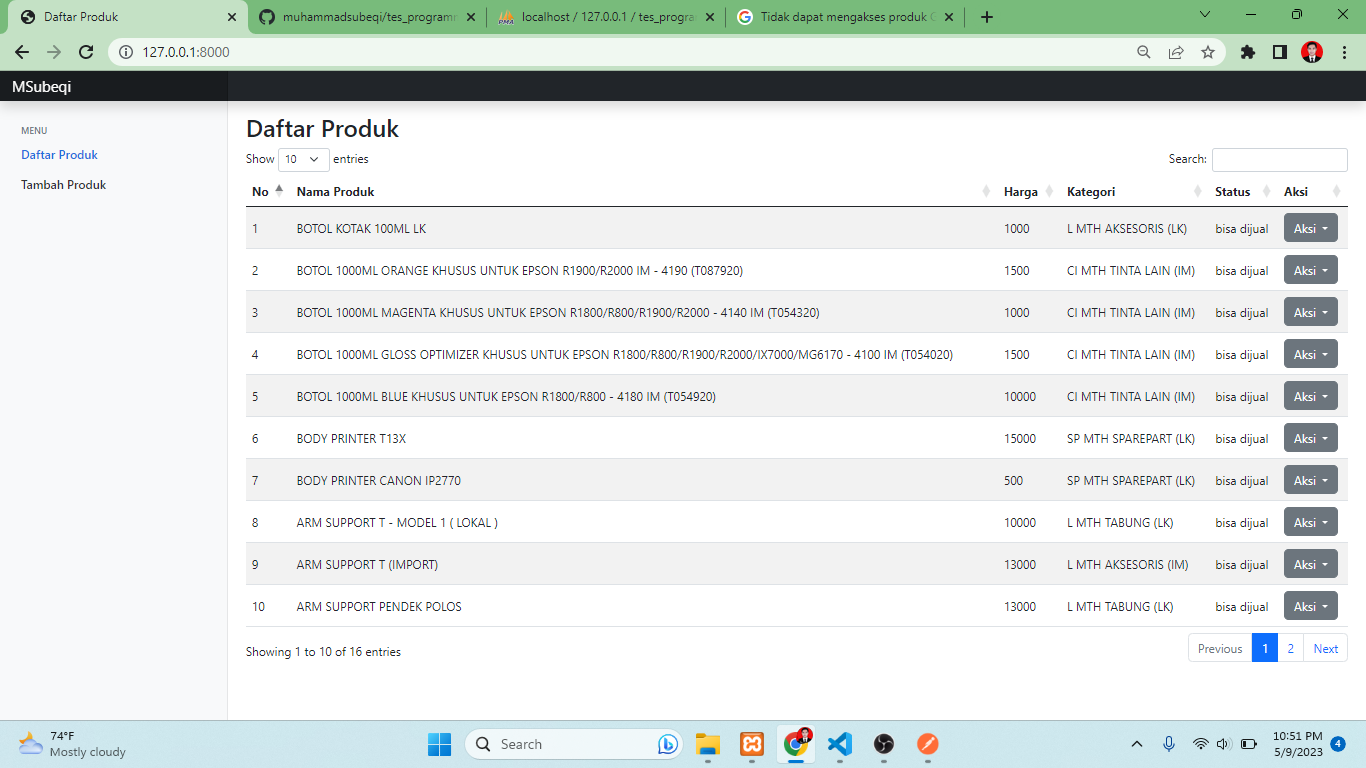 Daftar Produk
muhammadsubeqi/tes_programm
localhost / 127.0.0.1 / tes_progra
Tidak dapat mengakses produk G
127.0.0.1:8000
MSubeqi
MENU
Daftar Produk
Tambah Produk
Daftar Produk
Show 10 entries Search:
No Nama Produk Harga Kategori Status Aksi
1 BOTOL KOTAK 100ML LK 1000 L MTH AKSESORIS (LK) bisa dijual Aksi
2 BOTOL 1000ML ORANGE KHUSUS UNTUK EPSON R1900/R2000 IM - 4190 (T087920) 1500 CI MTH TINTA LAIN (IM) bisa dijual Aksi
3 BOTOL 1000ML MAGENTA KHUSUS UNTUK EPSON R1800/R800/R1900/R2000 - 4140 IM (T054320) 1000 CI MTH TINTA LAIN (IM) bisa dijual Aksi
4 BOTOL 1000ML GLOSS OPTIMIZER KHUSUS UNTUK EPSON R1800/R800/R1900/R2000/IX7000/MG6170 - 4100 IM (T054020) 1500 CI MTH TINTA LAIN (IM) bisa dijual Aksi
5 BOTOL 1000ML BLUE KHUSUS UNTUK EPSON R1800/R800 - 4180 IM (T054920) 10000 CI MTH TINTA LAIN (IM) bisa dijual Aksi
6 BODY PRINTER T13X 15000 SP MTH SPAREPART (LK) bisa dijual Aksi
7 BODY PRINTER CANON IP2770 500 SP MTH SPAREPART (LK) bisa dijual Aksi
8 ARM SUPPORT T - MODEL 1 ( LOKAL ) 10000 L MTH TABUNG (LK) bisa dijual Aksi
9 ARM SUPPORT T (IMPORT) 13000 L MTH AKSESORIS (IM) bisa dijual Aksi
10 ARM SUPPORT PENDEK POLOS 13000 L MTH TABUNG (LK) bisa dijual Aksi
Showing 1 to 10 of 16 entries Previous 1 2 Next
74°F
Mostly cloudy
Search
10:51 PM
5/9/2023
4